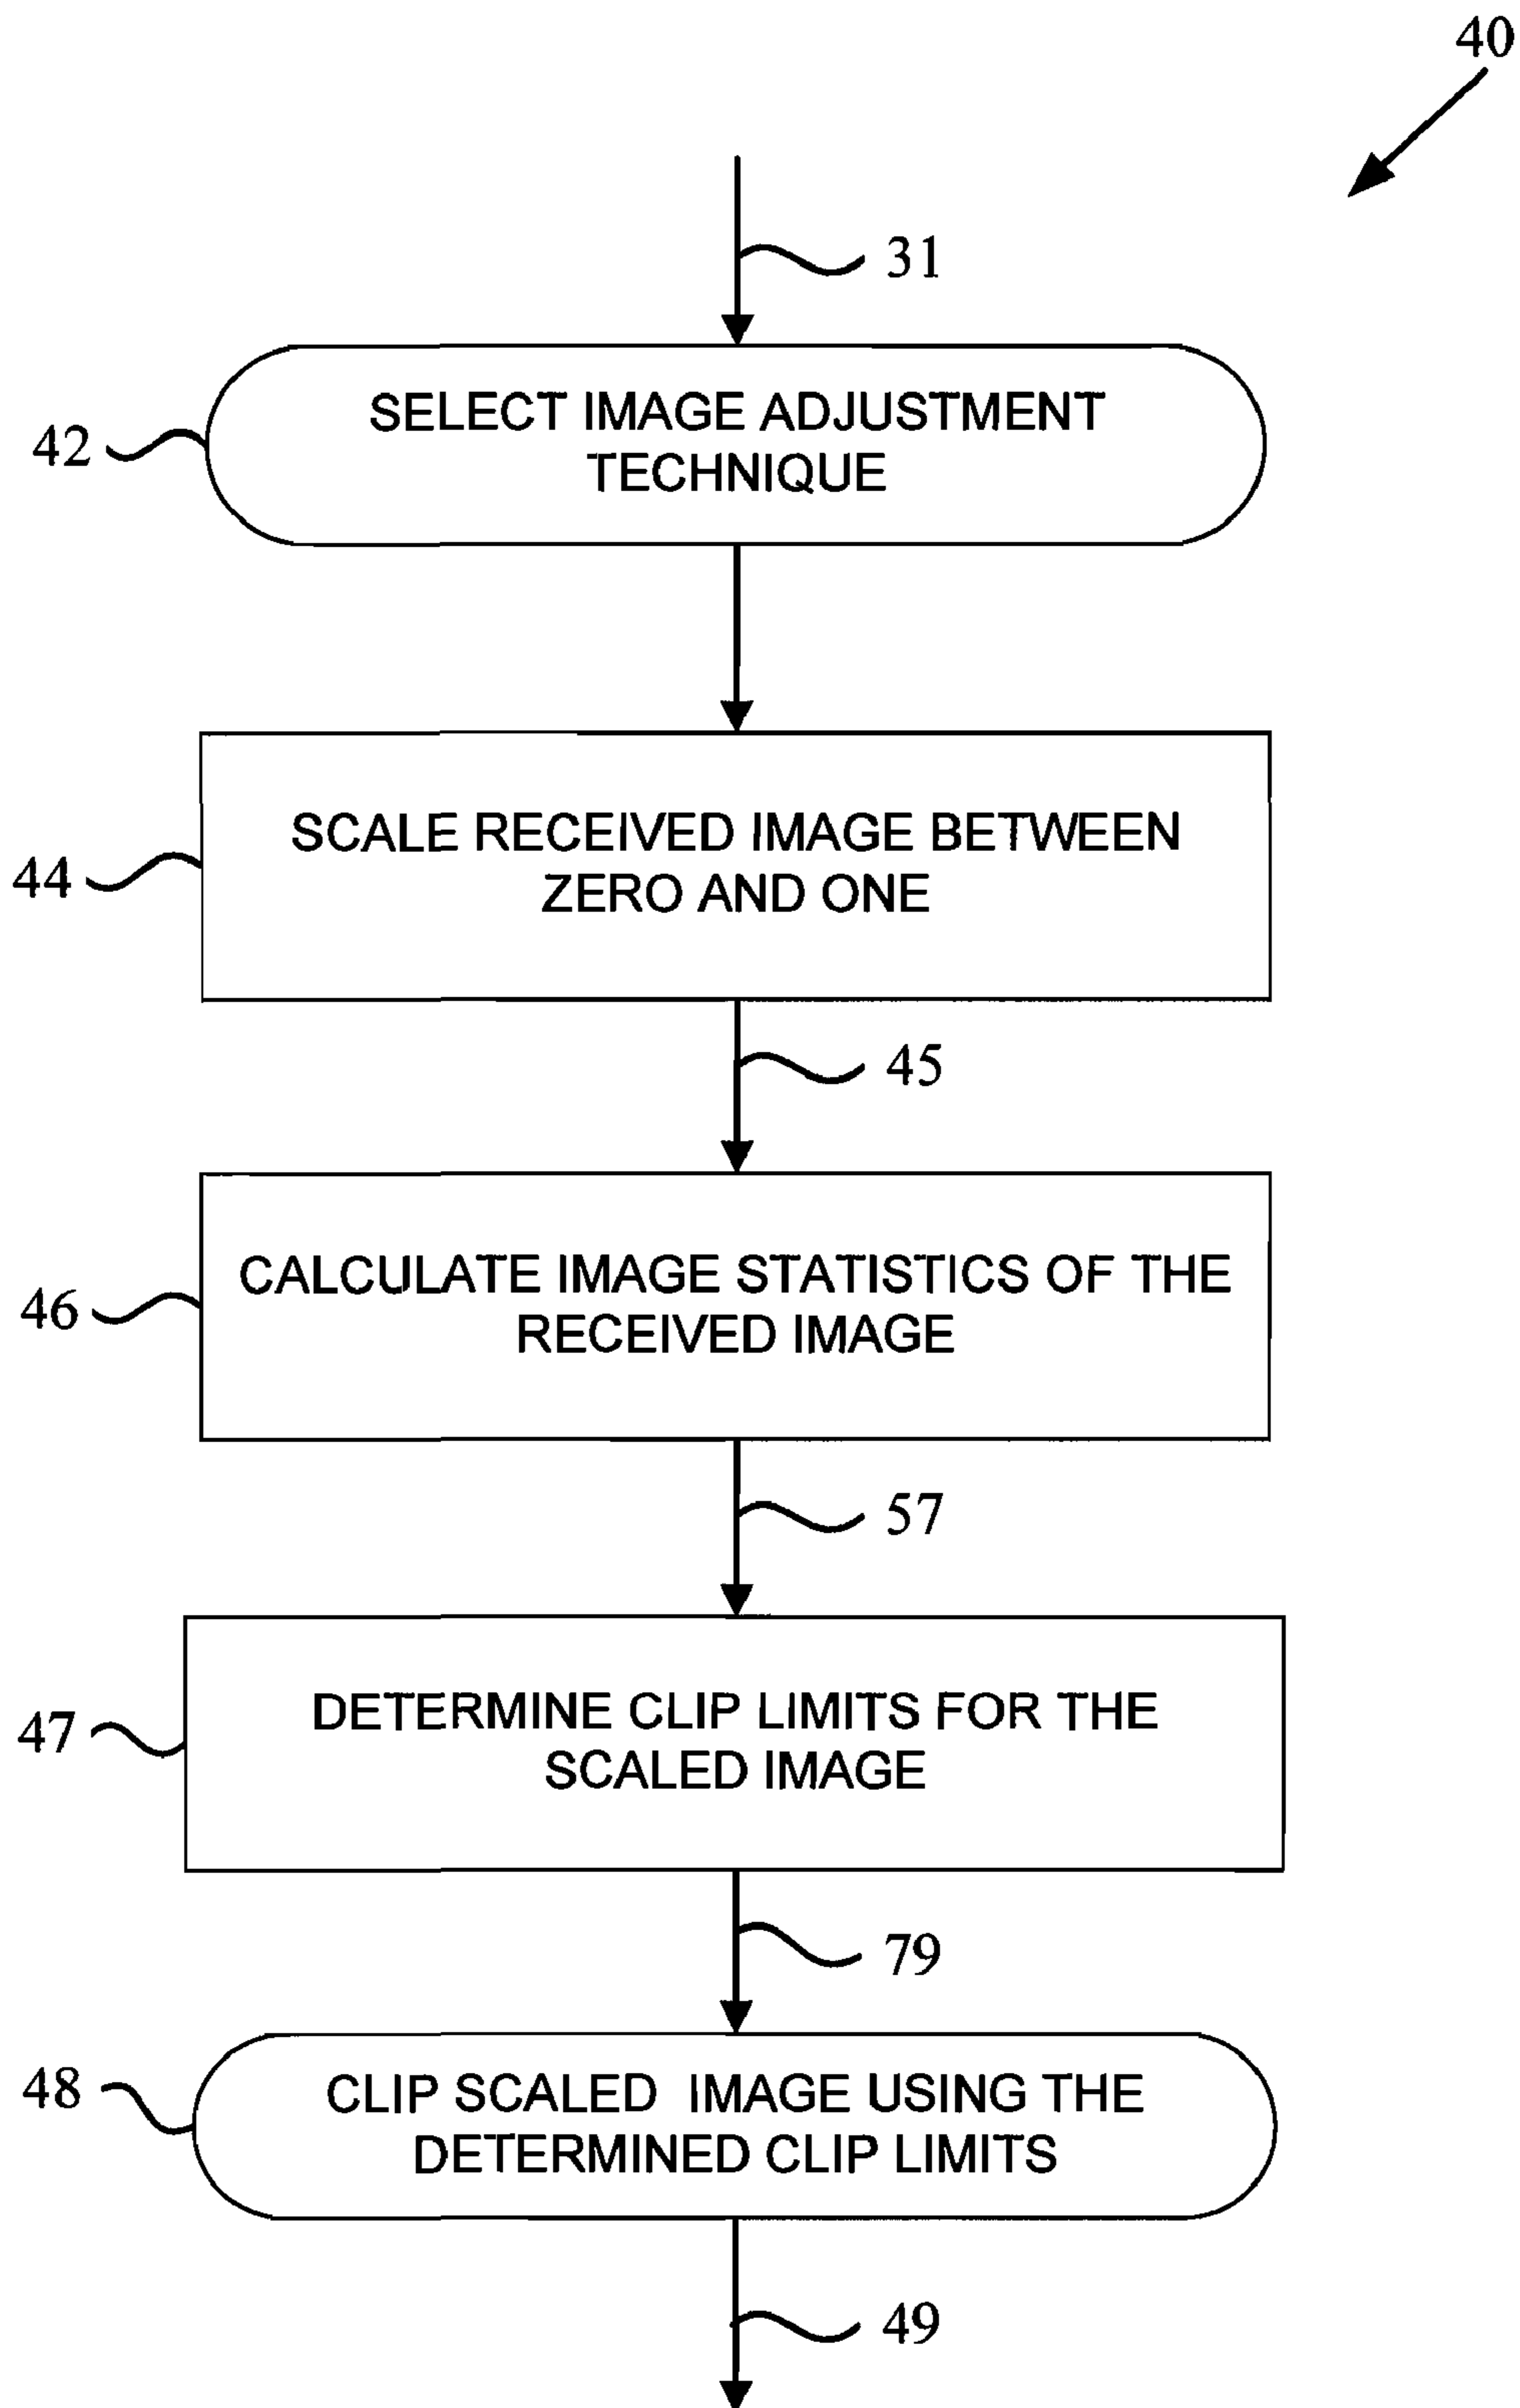 40
31
42
SELECT IMAGE ADJUSTMENT
TECHNIQUE
44
SCALE RECEIVED IMAGE BETWEEN
ZERO AND ONE
45
46
CALCULATE IMAGE STATISTICS OF THE
RECEIVED IMAGE
57
47
DETERMINE CLIP LIMITS FOR THE
SCALED IMAGE
79
48
CLIP SCALED IMAGE USING THE
DETERMINED CLIP LIMITS
49